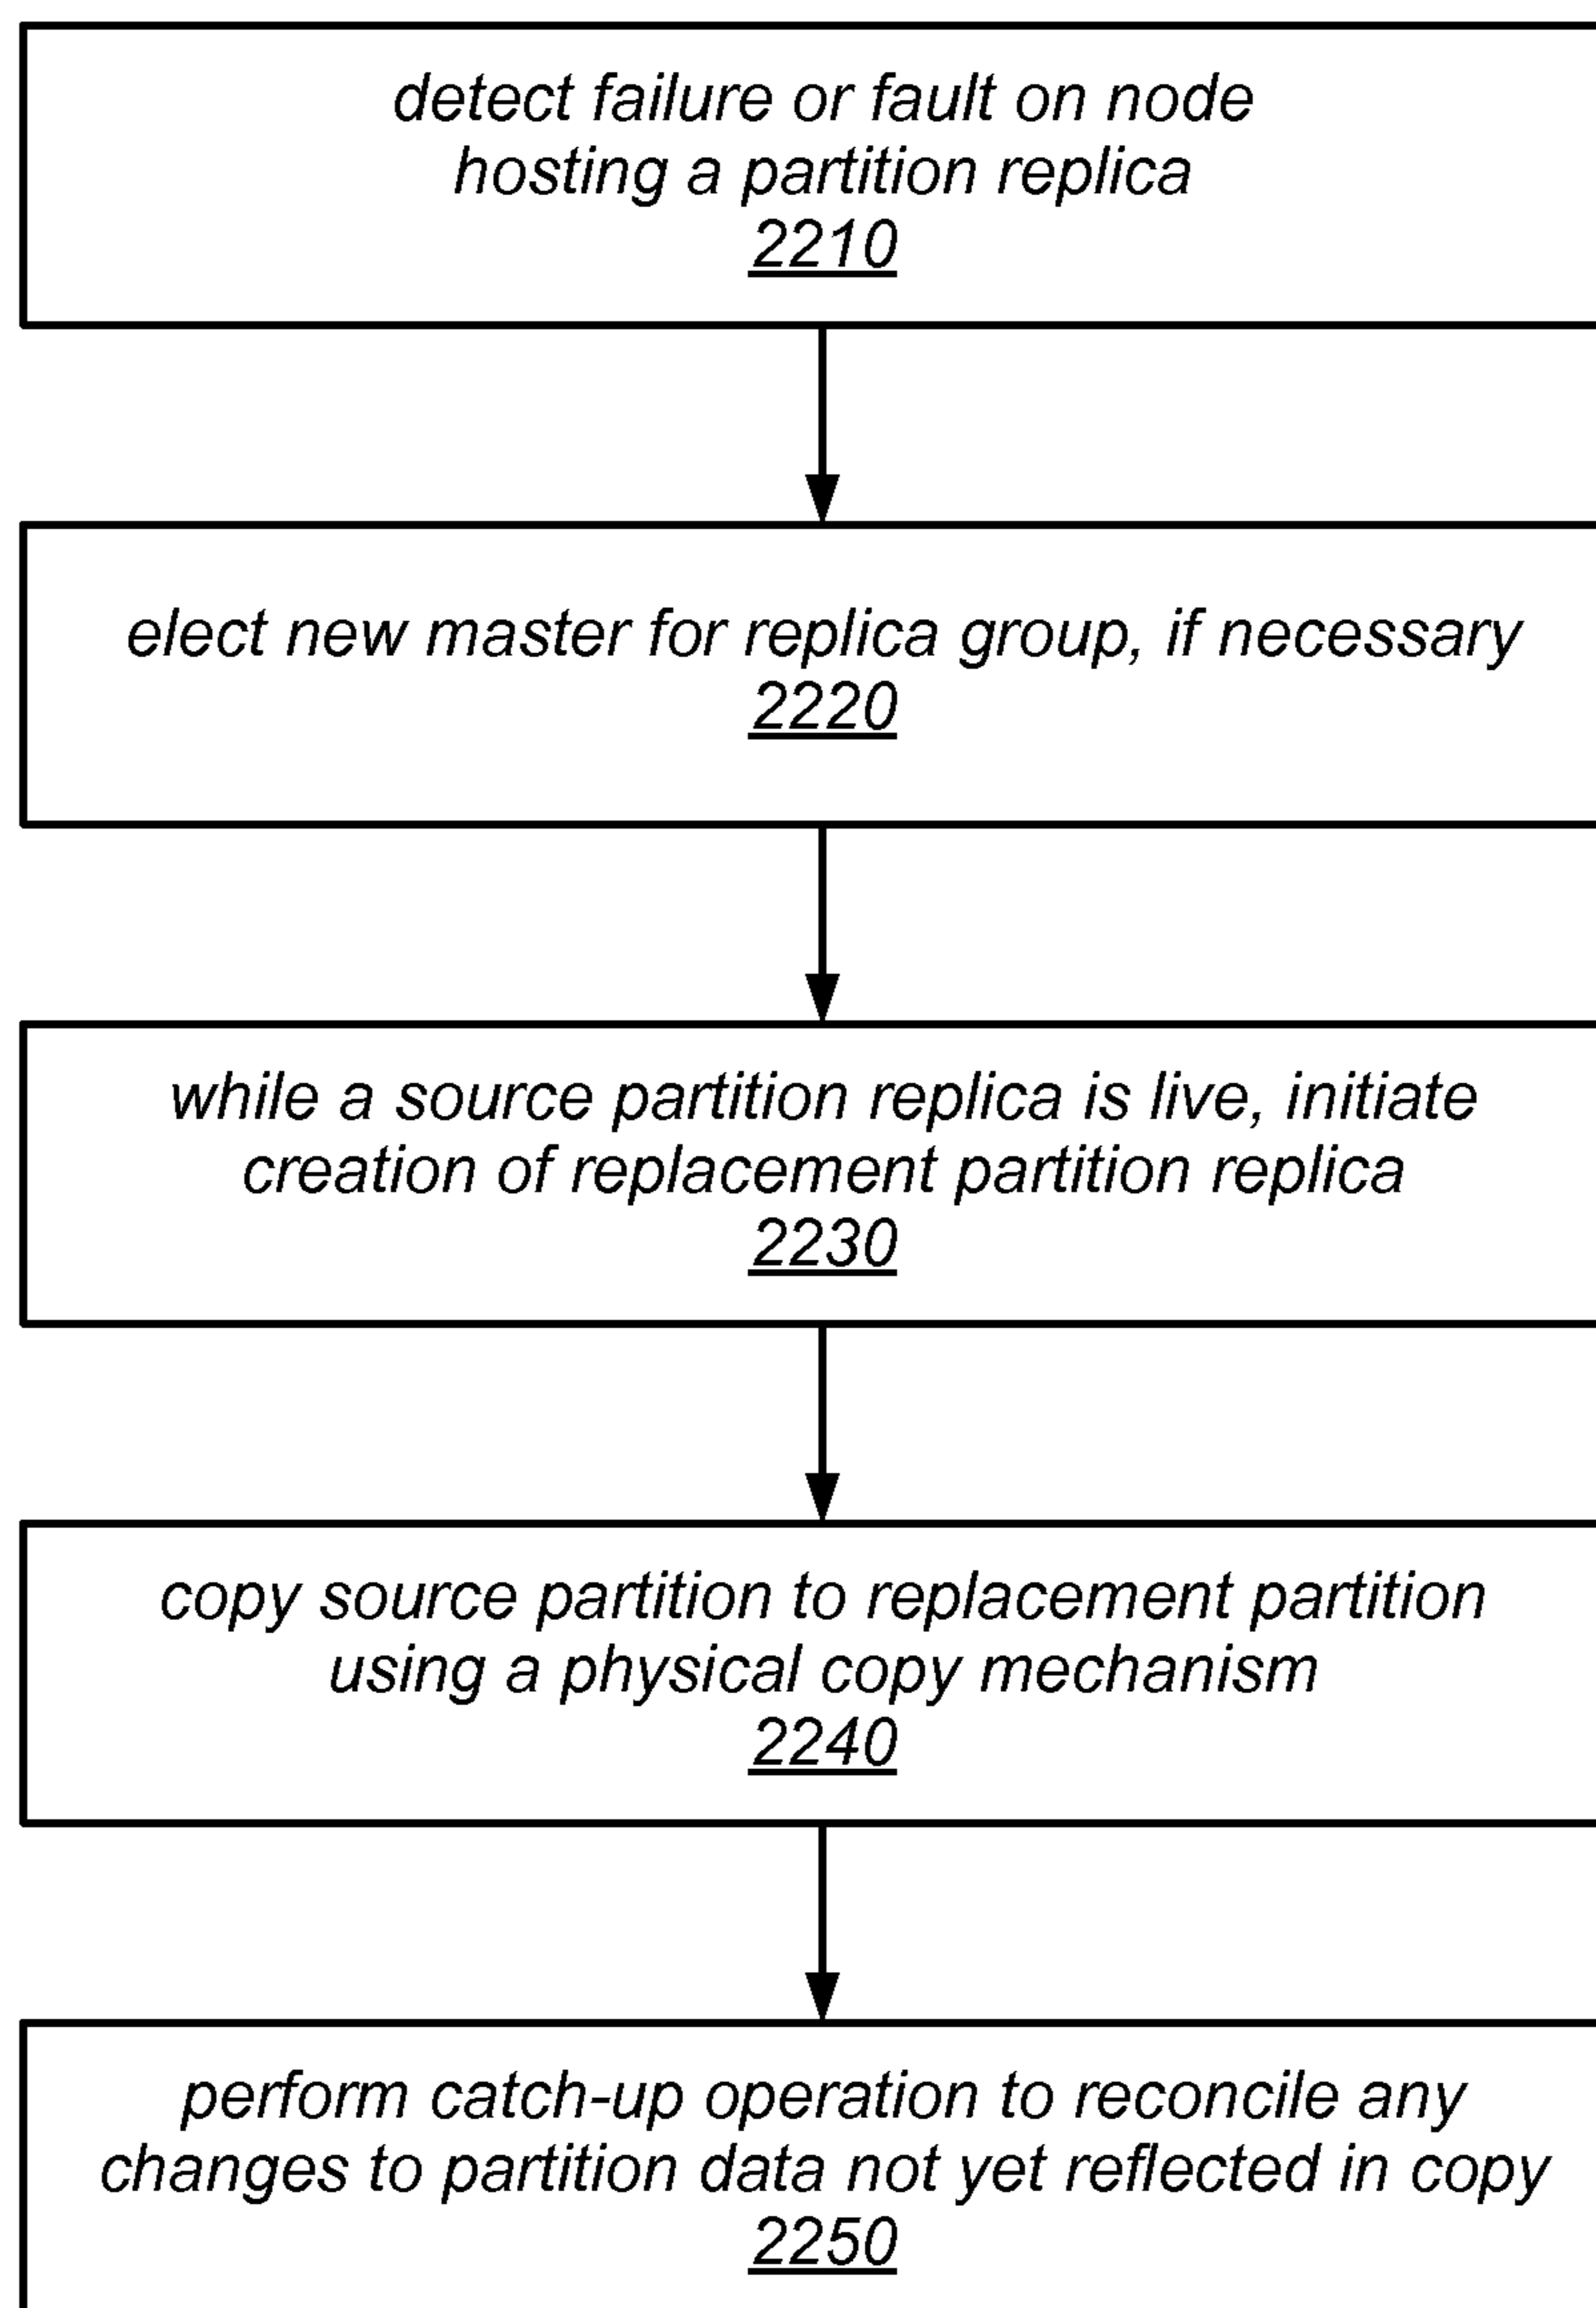 detect failure or fault on node
hosting a partition replica
2210
elect new master for replica group, if necessary
2220
while a source partition replica is live, initiate
creation of replacement partition replica
2230
copy source partition to replacement partition
using a physical copy mechanism
2240
perform catch-up operation to reconcile any
changes to partition data not yet reflected in copy
2250